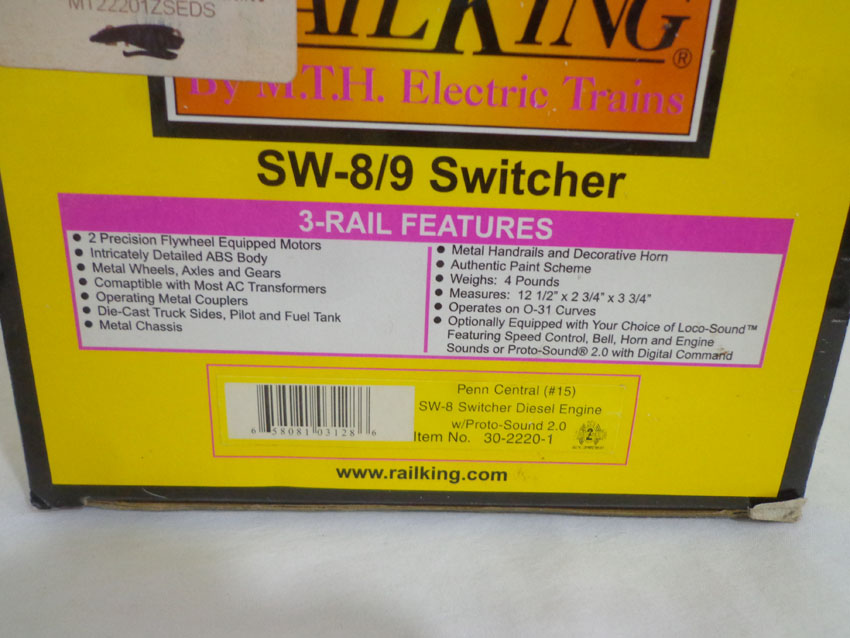 MT22201ZSEDS
RAILKING®
By M.T.H. Electric Trains
SW-8/9 Switcher
3-RAIL FEATURES
• 2 Precision Flywheel Equipped Motors
• Intricately Detailed ABS Body
• Metal Wheels, Axles and Gears
• Comaptible with Most AC Transformers
• Operating Metal Couplers
• Die-Cast Truck Sides, Pilot and Fuel Tank
• Metal Chassis
• Metal Handrails and Decorative Horn
• Authentic Paint Scheme
• Weighs: 4 Pounds
• Measures: 12 1/2" x 2 3/4" x 3 3/4"
• Operates on O-31 Curves
• Optionally Equipped with Your Choice of Loco-Sound™
Featuring Speed Control, Bell, Horn and Engine
Sounds or Proto-Sound® 2.0 with Digital Command
6 58081 03128 6
Penn Central (#15)
SW-8 Switcher Diesel Engine
w/Proto-Sound 2.0
Item No. 30-2220-1
2
www.railking.com